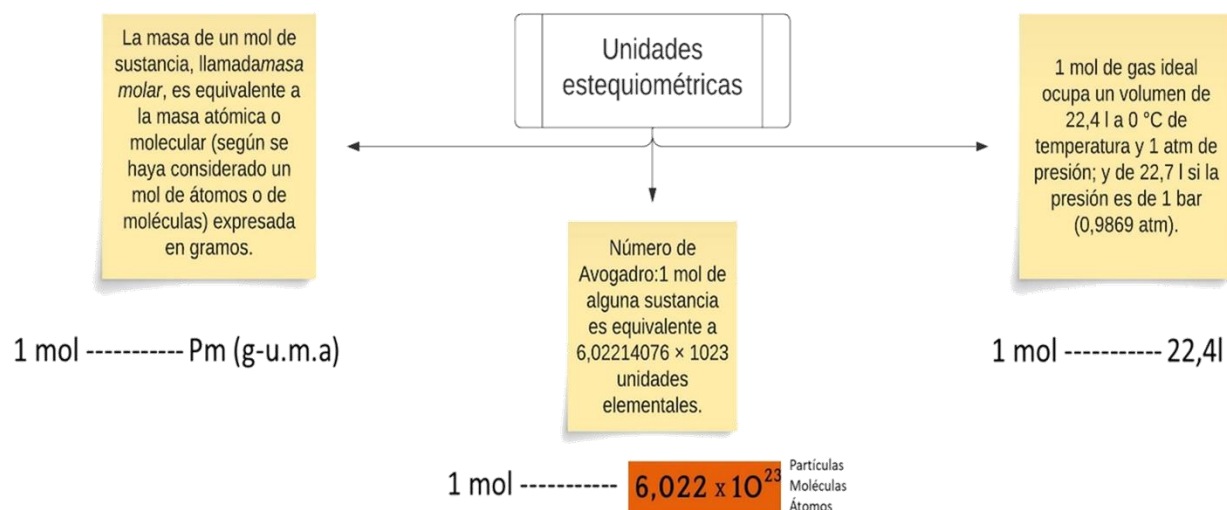 Unidades
estequiométricas
La masa de un mol de
sustancia, llamadamasa
molar, es equivalente a
la masa atómica o
molecular (según se
haya considerado un
mol de átomos o de
moléculas) expresada
en gramos.
1 mol ----------- Pm (g-u.m.a)
Número de
Avogadro:1 mol de
alguna sustancia
es equivalente a
6,02214076 × 1023
unidades
elementales.
1 mol ----------- 6,022 x 10²³
Partículas
Moléculas
Átomos
1 mol de gas ideal
ocupa un volumen de
22,4 l a 0 °C de
temperatura y 1 atm de
presión; y de 22,7 l si la
presión es de 1 bar
(0,9869 atm).
1 mol ----------- 22,4l